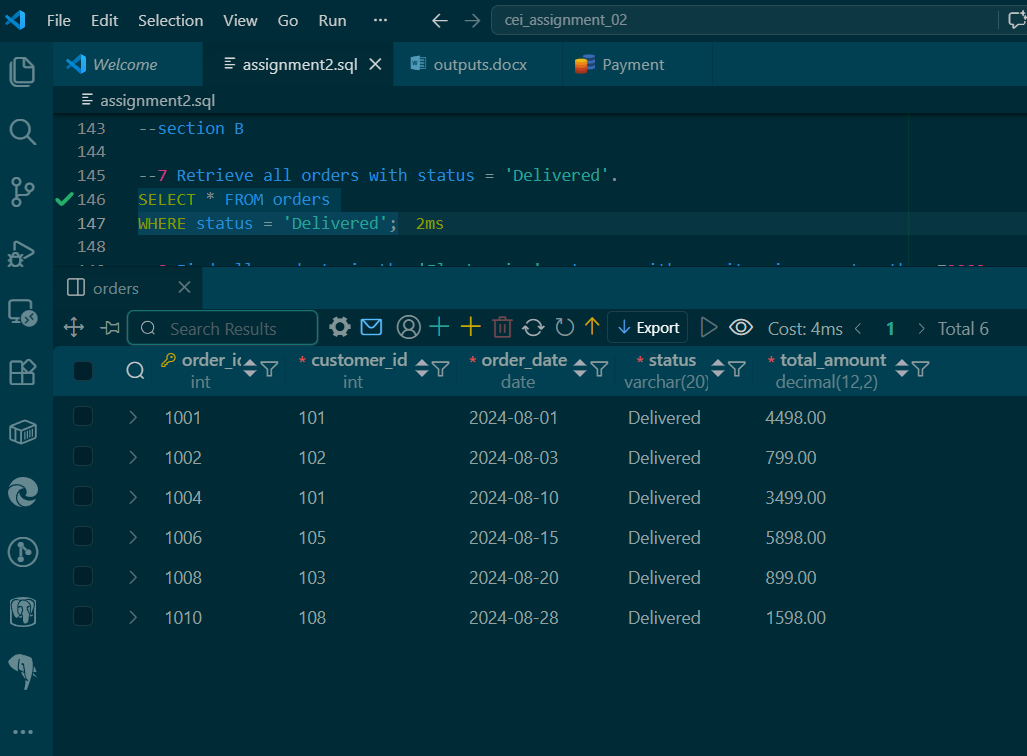 File Edit Selection View Go Run ··· cei_assignment_02
Welcome assignment2.sql outputs.docx Payment
assignment2.sql
143 --section B
144
145 --7 Retrieve all orders with status = 'Delivered'.
146 SELECT * FROM orders
147 WHERE status = 'Delivered'; 2ms
148
orders
Search Results Export Cost: 4ms 1 Total 6
order_i * customer_id * order_date * status * total_amount
int int date varchar(20) decimal(12,2)
1001 101 2024-08-01 Delivered 4498.00
1002 102 2024-08-03 Delivered 799.00
1004 101 2024-08-10 Delivered 3499.00
1006 105 2024-08-15 Delivered 5898.00
1008 103 2024-08-20 Delivered 899.00
1010 108 2024-08-28 Delivered 1598.00